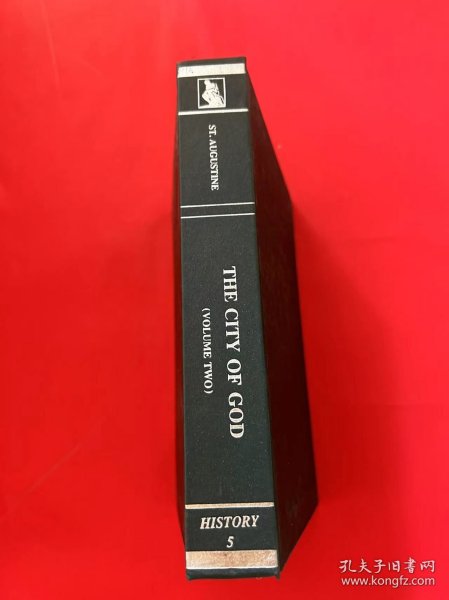 ST. AUGUSTINE
THE CITY OF GOD
(VOLUME TWO)
HISTORY
5
孔夫子旧书网
www.kongfz.com